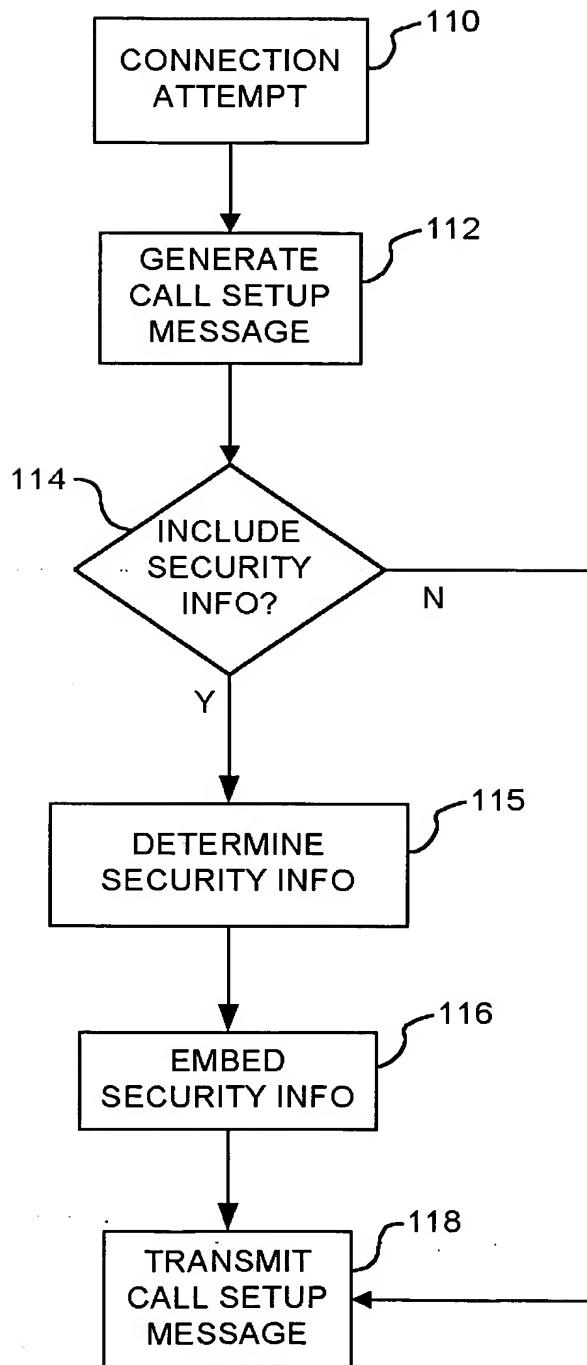 110
CONNECTION
ATTEMPT
112
GENERATE
CALL SETUP
MESSAGE
114
INCLUDE
SECURITY
INFO?
N
Y
115
DETERMINE
SECURITY INFO
116
EMBED
SECURITY INFO
118
TRANSMIT
CALL SETUP
MESSAGE